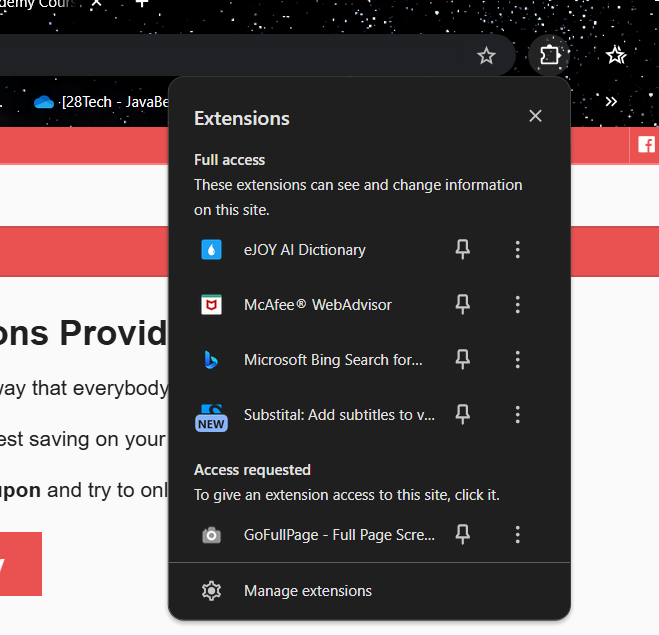 demy Cours
[28Tech - JavaBe
Extensions
Full access
These extensions can see and change information
on this site.
eJOY AI Dictionary
McAfee® WebAdvisor
Microsoft Bing Search for...
Substital: Add subtitles to v...
NEW
Access requested
To give an extension access to this site, click it.
GoFullPage - Full Page Scre...
Manage extensions
ons Provid
way that everybody
est saving on your
upon and try to onl